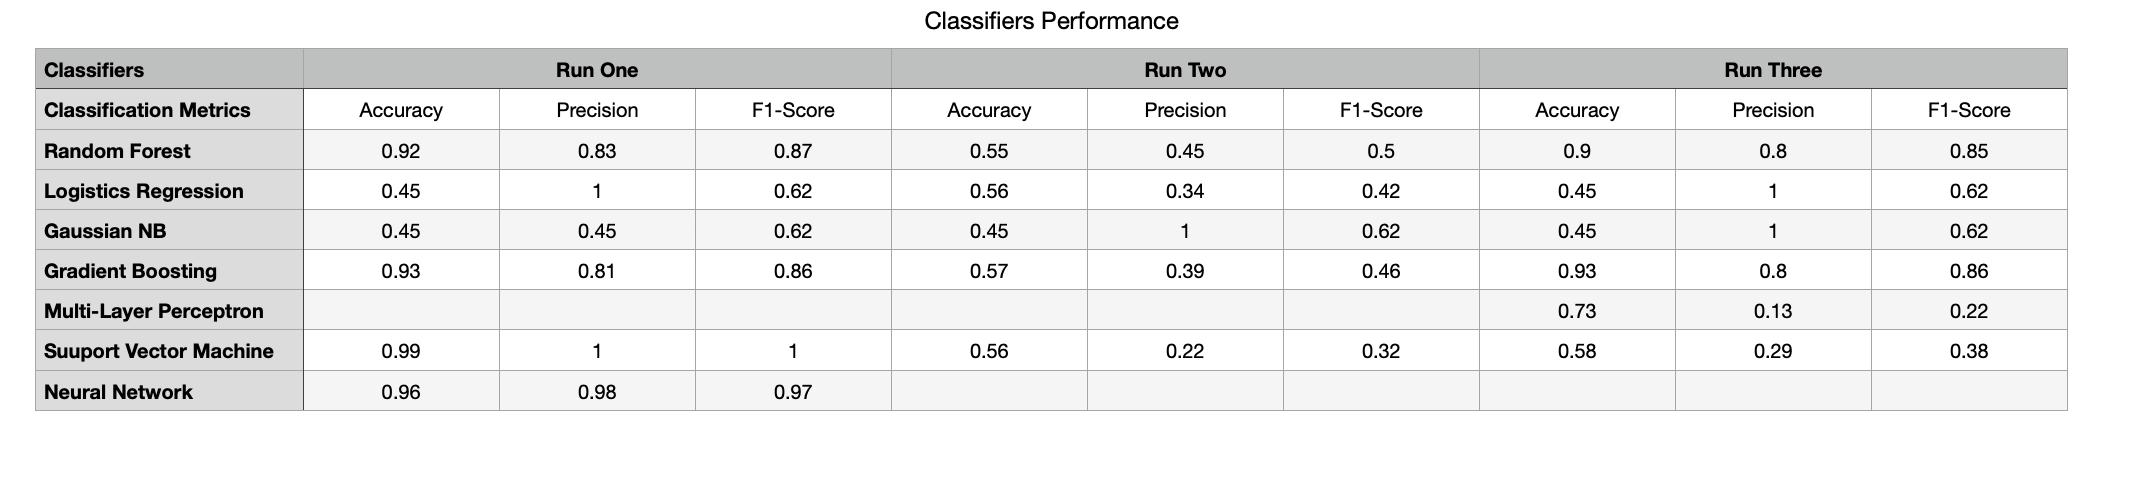 Classifiers Performance
Classifiers Run One Run Two Run Three
Classification Metrics Accuracy Precision F1-Score Accuracy Precision F1-Score Accuracy Precision F1-Score
Random Forest 0.92 0.83 0.87 0.55 0.45 0.5 0.9 0.8 0.85
Logistics Regression 0.45 1 0.62 0.56 0.34 0.42 0.45 1 0.62
Gaussian NB 0.45 0.45 0.62 0.45 1 0.62 0.45 1 0.62
Gradient Boosting 0.93 0.81 0.86 0.57 0.39 0.46 0.93 0.8 0.86
Multi-Layer Perceptron 0.73 0.13 0.22
Suuport Vector Machine 0.99 1 1 0.56 0.22 0.32 0.58 0.29 0.38
Neural Network 0.96 0.98 0.97